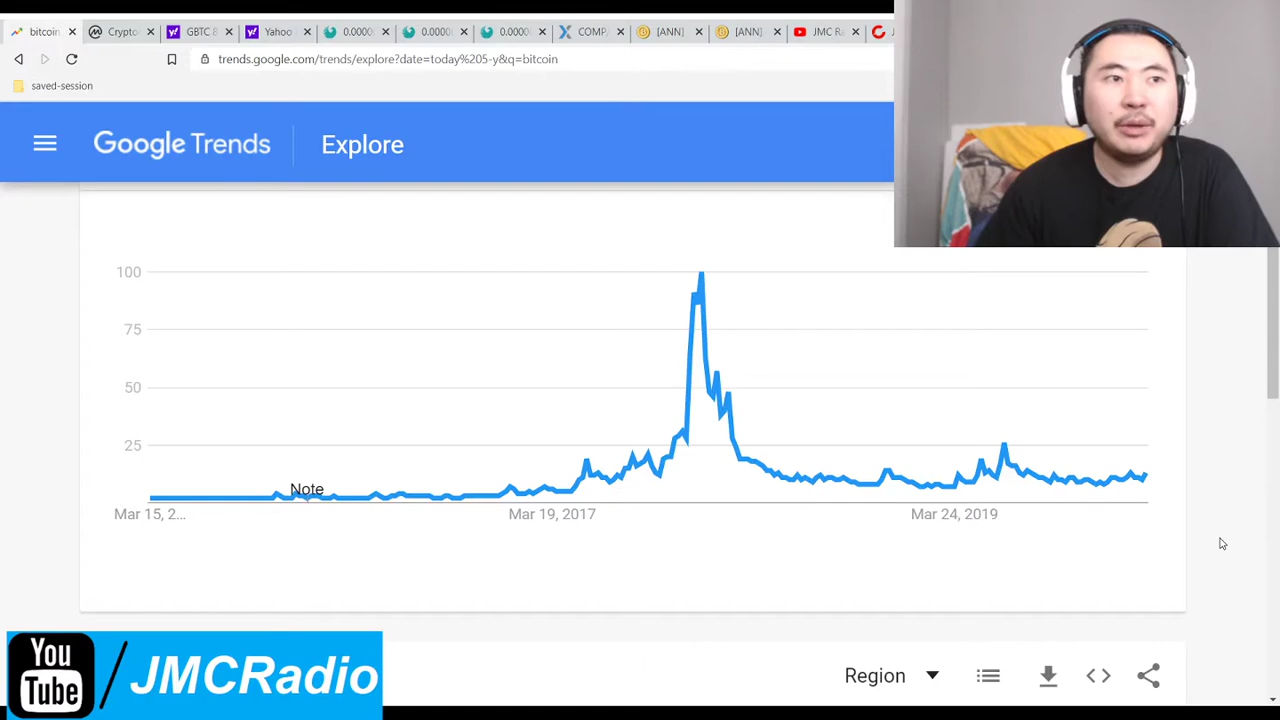 bitcoin
Crypto
GBTC &
Yahoo
0.0000
PoPD
0.0000
COMP
[ANN]
[ANN]
JMC Ra
trends.google.com/trends/explore?date=today%205-y&q=bitcoin
saved-session
Google Trends
Explore
100
75
50
25
Note
Mar 15, 2...
Mar 19, 2017
Mar 24, 2019
Region
You
Tube
/JMCRadio